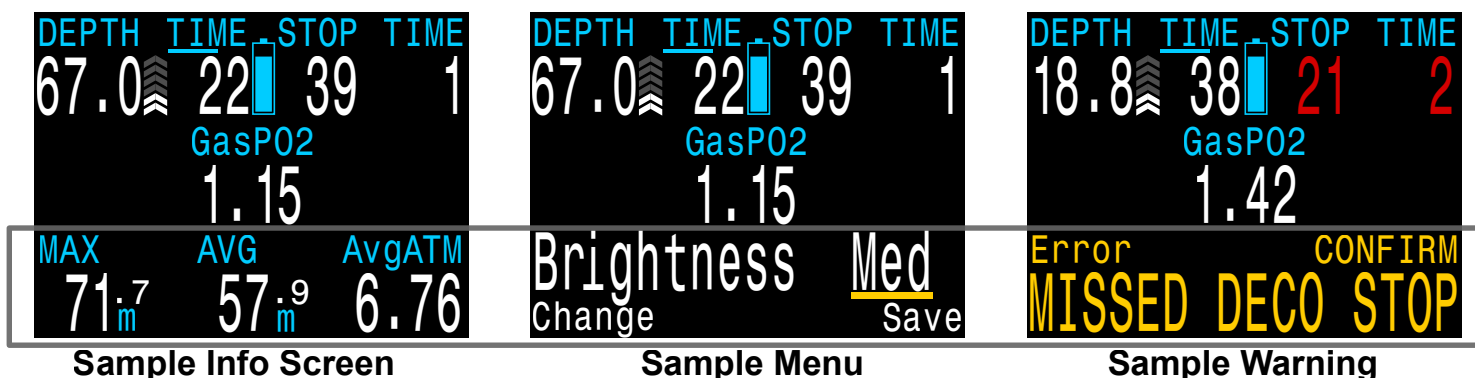 DEPTH TIME STOP TIME
67.0 22 39 1
GasPO2
1.15
MAX AVG AvgATM
71.7m 57.9m 6.76
Sample Info Screen
DEPTH TIME STOP TIME
67.0 22 39 1
GasPO2
1.15
Brightness Med
Change Save
Sample Menu
DEPTH TIME STOP TIME
18.8 38 21 2
GasPO2
1.42
Error CONFIRM
MISSED DECO STOP
Sample Warning